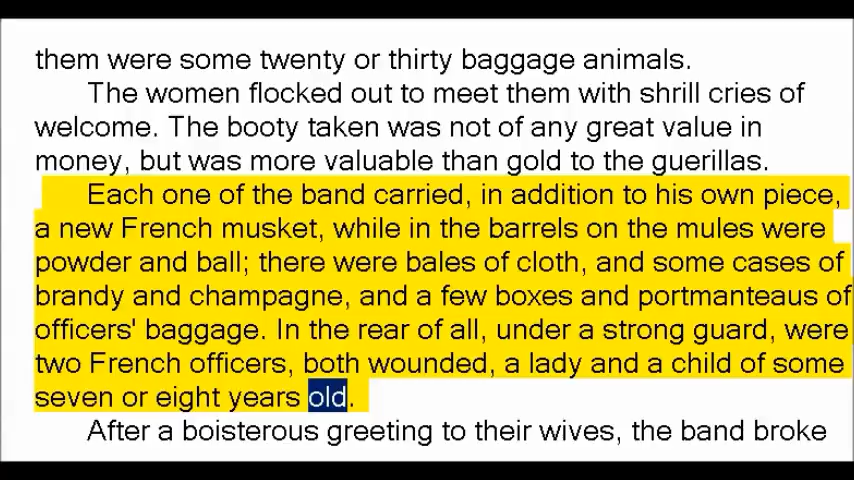 them were some twenty or thirty baggage animals.
The women flocked out to meet them with shrill cries of
welcome. The booty taken was not of any great value in
money, but was more valuable than gold to the guerillas.
Each one of the band carried, in addition to his own piece,
a new French musket, while in the barrels on the mules were
powder and ball; there were bales of cloth, and some cases of
brandy and champagne, and a few boxes and portmanteaus of
officers' baggage. In the rear of all, under a strong guard, were
two French officers, both wounded, a lady and a child of some
seven or eight years old.
After a boisterous greeting to their wives, the band broke